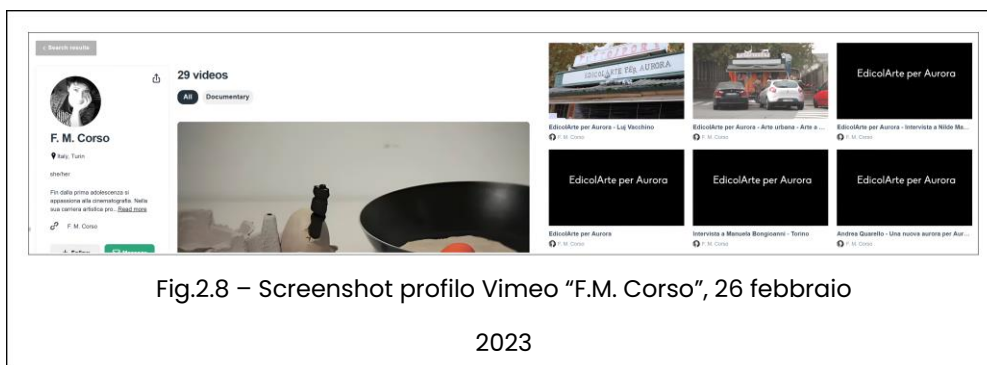 ‹ Search results
F. M. Corso
Italy, Turin
she/her
Fin dalla prima adolescenza si
appassiona alla cinematografia. Nella
sua carriera artistica pro... Read more
F. M. Corso
29 videos
All Documentary
EDICOLARTE PER AURORA
EdicolArte per Aurora - Luj Vacchino
F. M. Corso
EdicolArte per Aurora - Arte urbana - Arte a ...
F. M. Corso
EdicolArte per Aurora
EdicolArte per Aurora - Intervista a Nilde Ma...
F. M. Corso
EdicolArte per Aurora
EdicolArte per Aurora
F. M. Corso
EdicolArte per Aurora
Intervista a Manuela Bongioanni - Torino
F. M. Corso
EdicolArte per Aurora
Andrea Quarello - Una nuova aurora per Aur...
F. M. Corso
Fig.2.8 – Screenshot profilo Vimeo “F.M. Corso”, 26 febbraio
2023